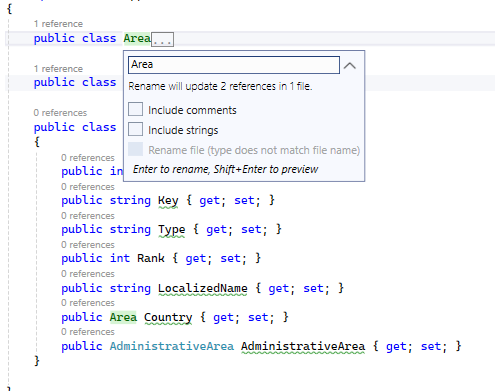 {
1 reference
public class Area...
Area
Rename will update 2 references in 1 file.
Include comments
Include strings
Rename file (type does not match file name)
Enter to rename, Shift+Enter to preview
1 reference
public class
0 references
public class
{
0 references
public in
0 references
public string Key { get; set; }
0 references
public string Type { get; set; }
0 references
public int Rank { get; set; }
0 references
public string LocalizedName { get; set; }
0 references
public Area Country { get; set; }
0 references
public AdministrativeArea AdministrativeArea { get; set; }
}